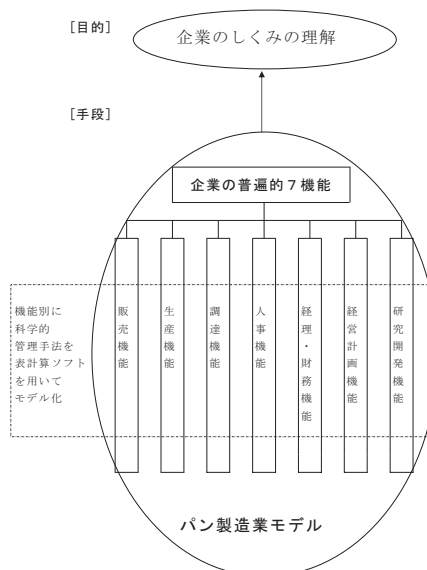 [目的]
企業のしくみの理解
[手段]
企業の普遍的７機能
機能別に
科学的
管理手法を
表計算ソフト
を用いて
モデル化
販売機能
生産機能
調達機能
人事機能
経理・財務機能
経営計画機能
研究開発機能
パン製造業モデル